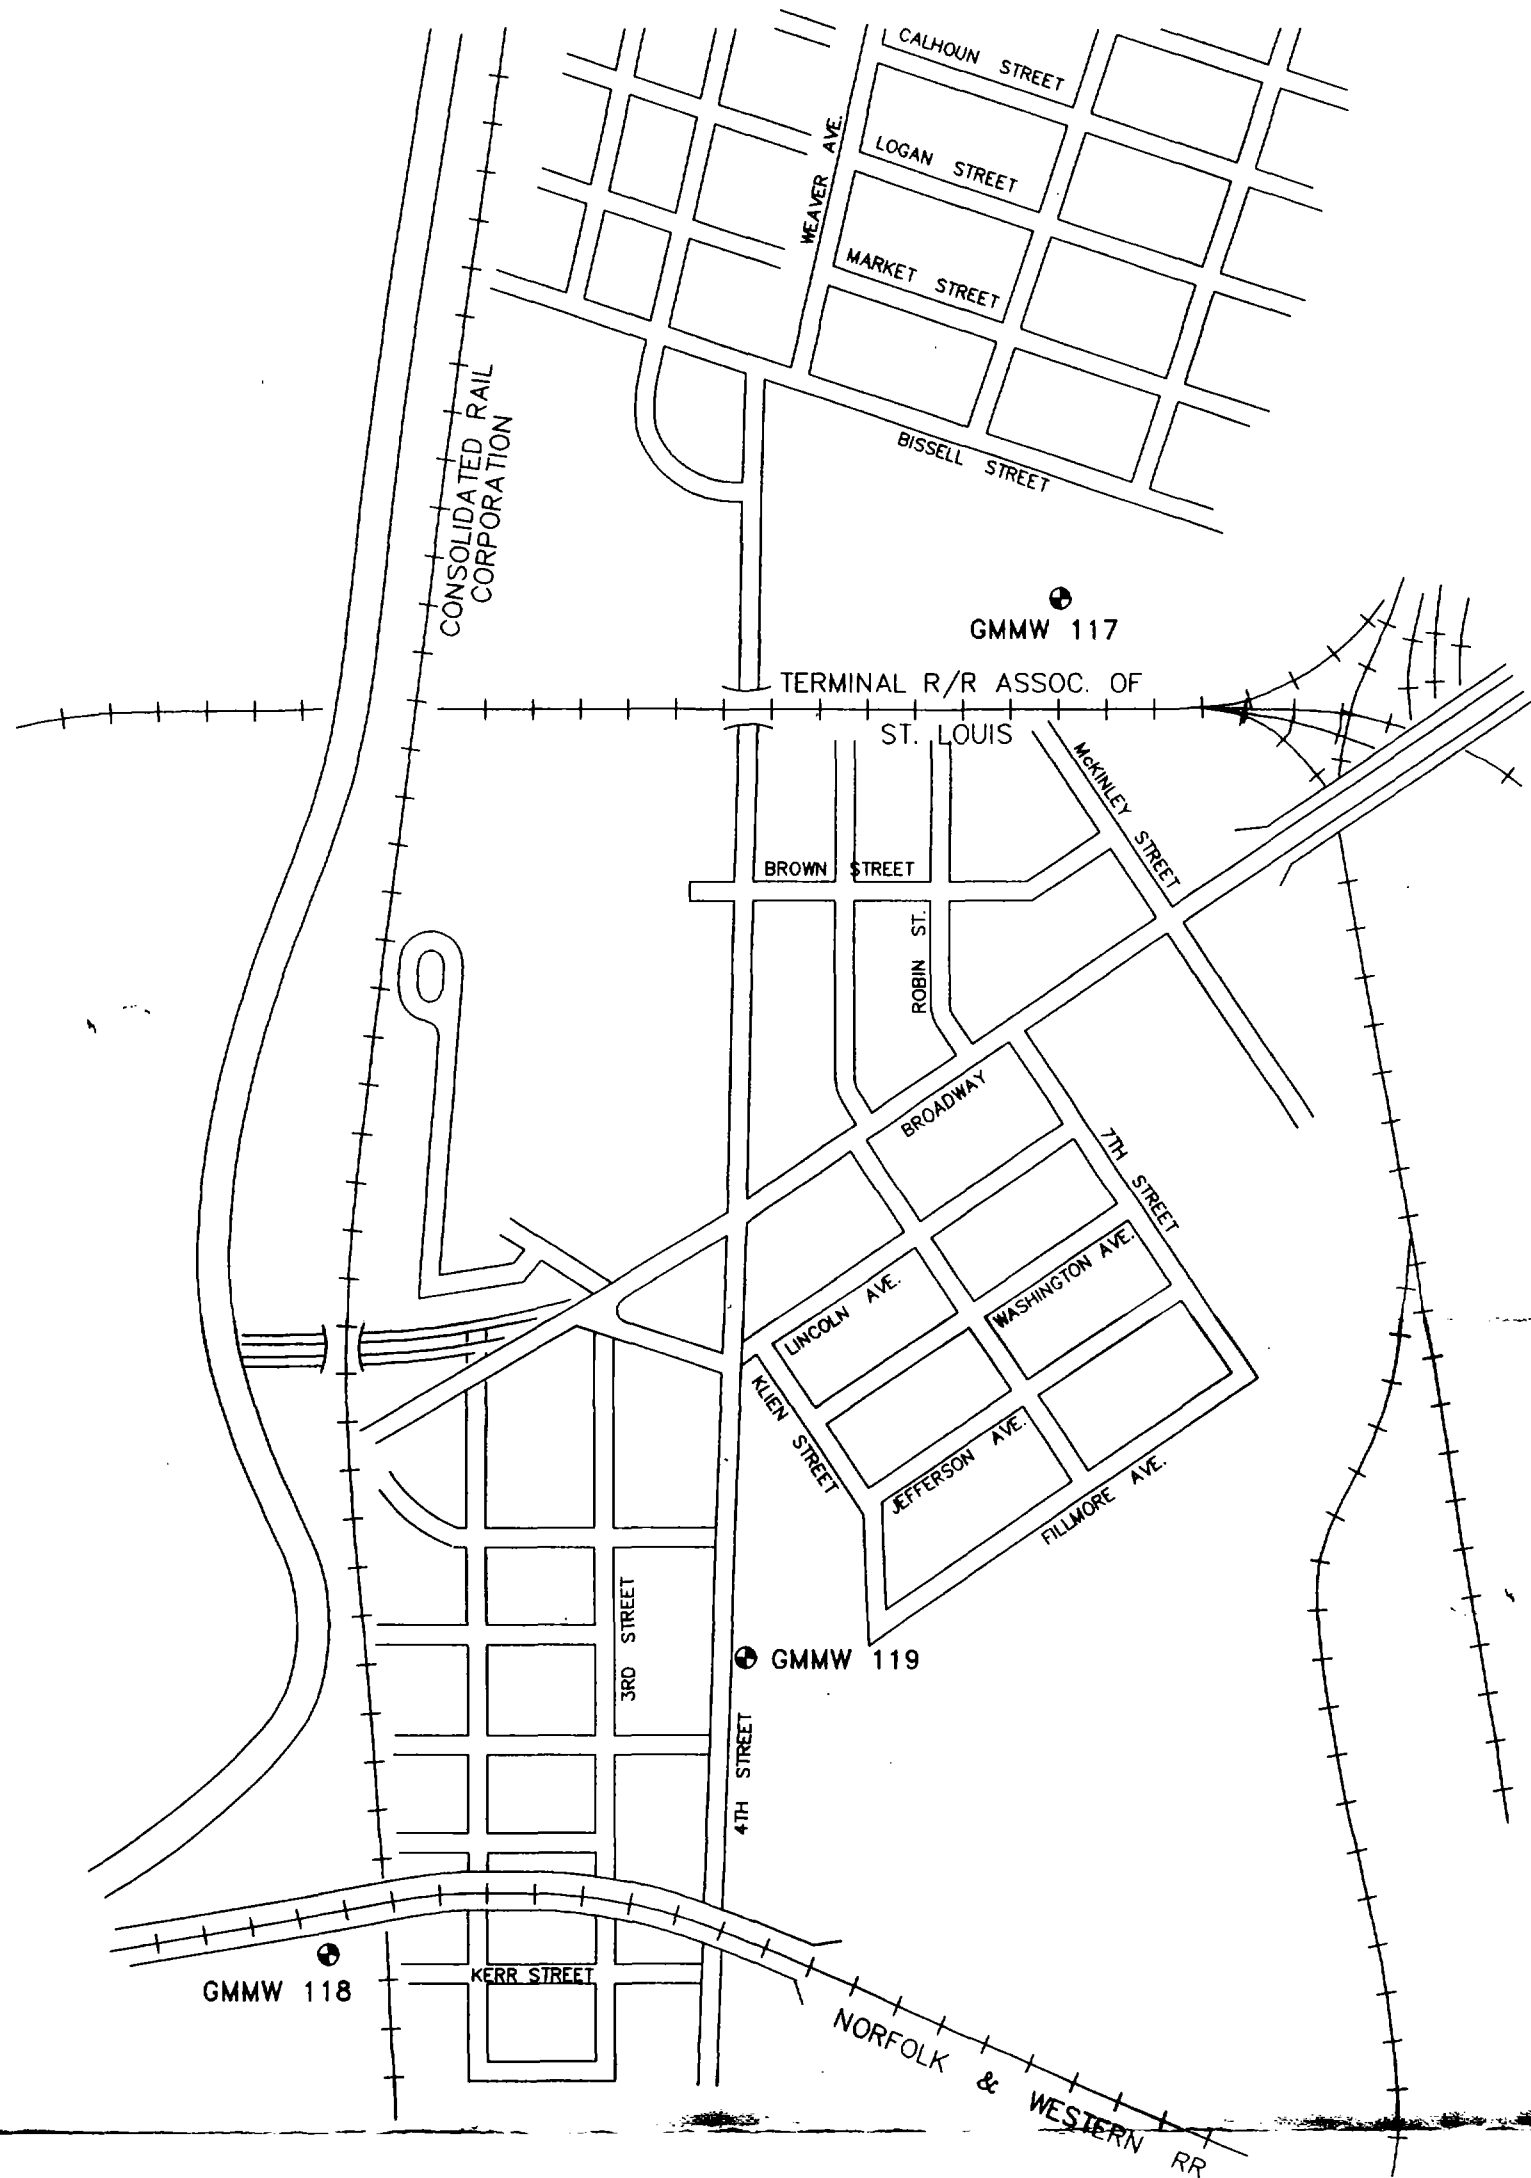 CALHOUN STREET
WEAVER AVE.
LOGAN STREET
MARKET STREET
BISSELL STREET
CONSOLIDATED RAIL
CORPORATION
GMMW 117
TERMINAL R/R ASSOC. OF
ST. LOUIS
McKINLEY STREET
BROWN STREET
ROBIN ST.
BROADWAY
7TH STREET
WASHINGTON AVE.
LINCOLN AVE.
KLIEN STREET
JEFFERSON AVE.
FILLMORE AVE.
3RD STREET
GMMW 119
4TH STREET
KERR STREET
GMMW 118
NORFOLK & WESTERN RR